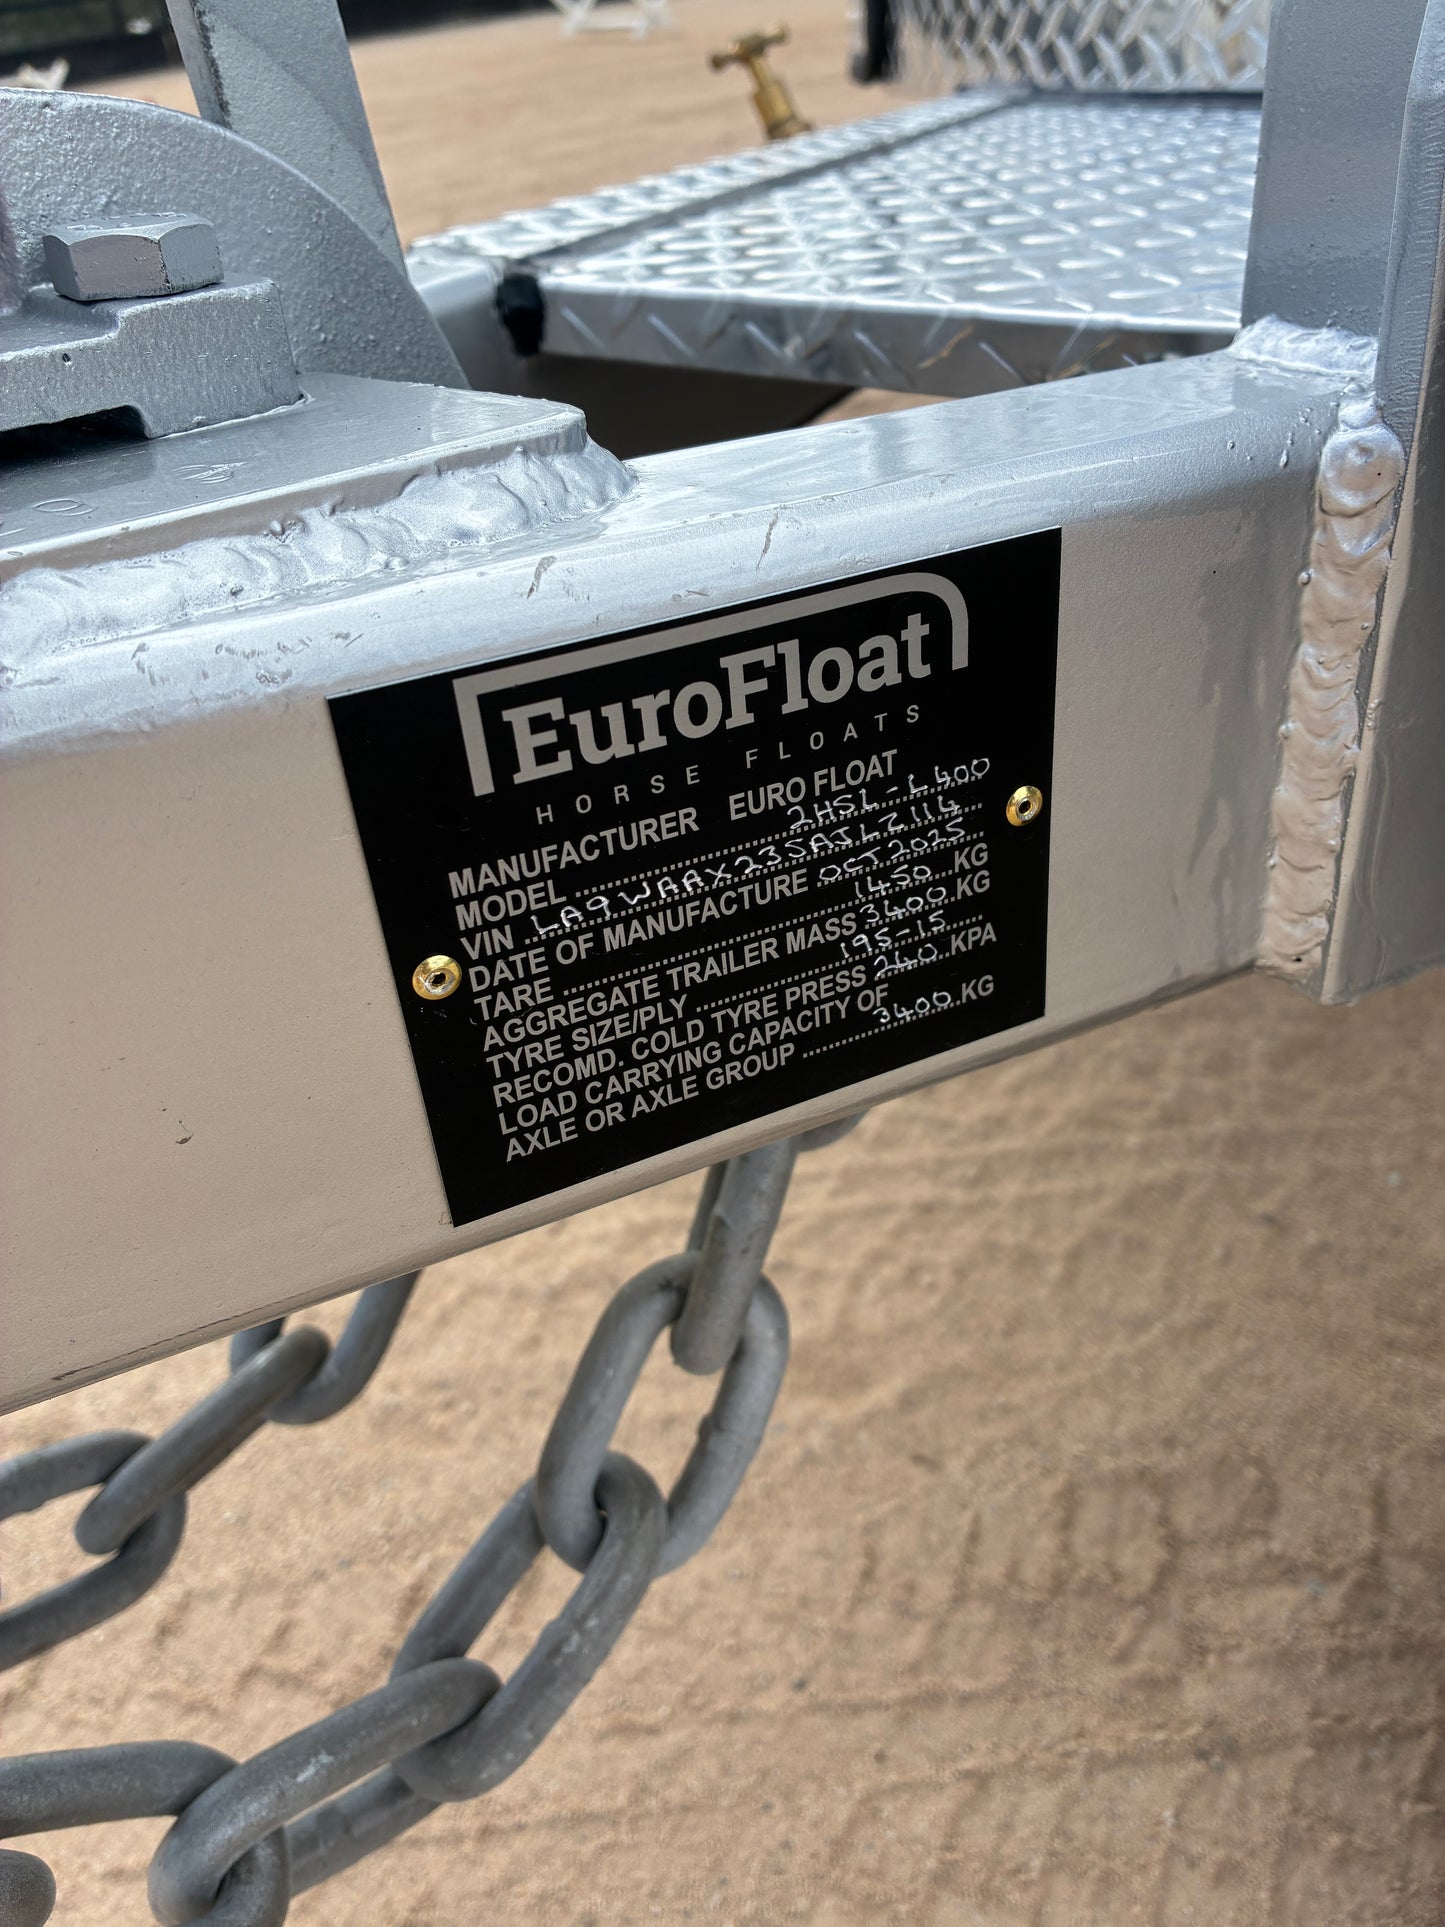 EuroFloat
HORSE FLOATS
MANUFACTURER EURO FLOAT
MODEL 2HSL-L400
VIN LA9WAAX235AJLZ114
DATE OF MANUFACTURE OCT 2025
TARE 1450 KG
AGGREGATE TRAILER MASS 3400 KG
TYRE SIZE/PLY 195-15
RECOMD. COLD TYRE PRESS 240 KPA
LOAD CARRYING CAPACITY OF
AXLE OR AXLE GROUP 3400 KG